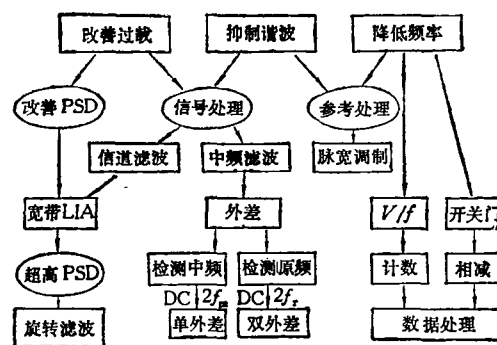 改善过载 抑制谐波 降低频率
改善PSD 信号处理 参考处理
信道滤波 中频滤波 脉宽调制
宽带LIA 外差 V/f 开关门
超高PSD 检测中频 检测原频 计数 相减
DC DC
旋转滤波 单外差 双外差 数据处理